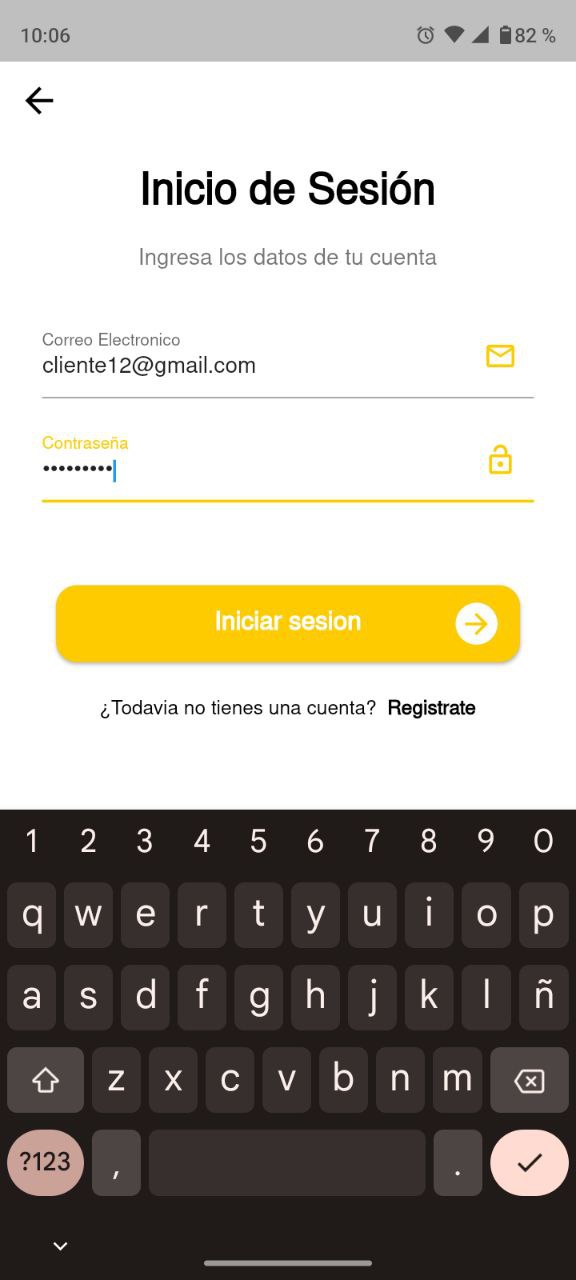 10:06 82 %
Inicio de Sesión
Ingresa los datos de tu cuenta
Correo Electronico
cliente12@gmail.com
Contraseña
•••••••••
Iniciar sesion
¿Todavia no tienes una cuenta? Registrate
1 2 3 4 5 6 7 8 9 0
q w e r t y u i o p
a s d f g h j k l ñ
z x c v b n m
?123 , .